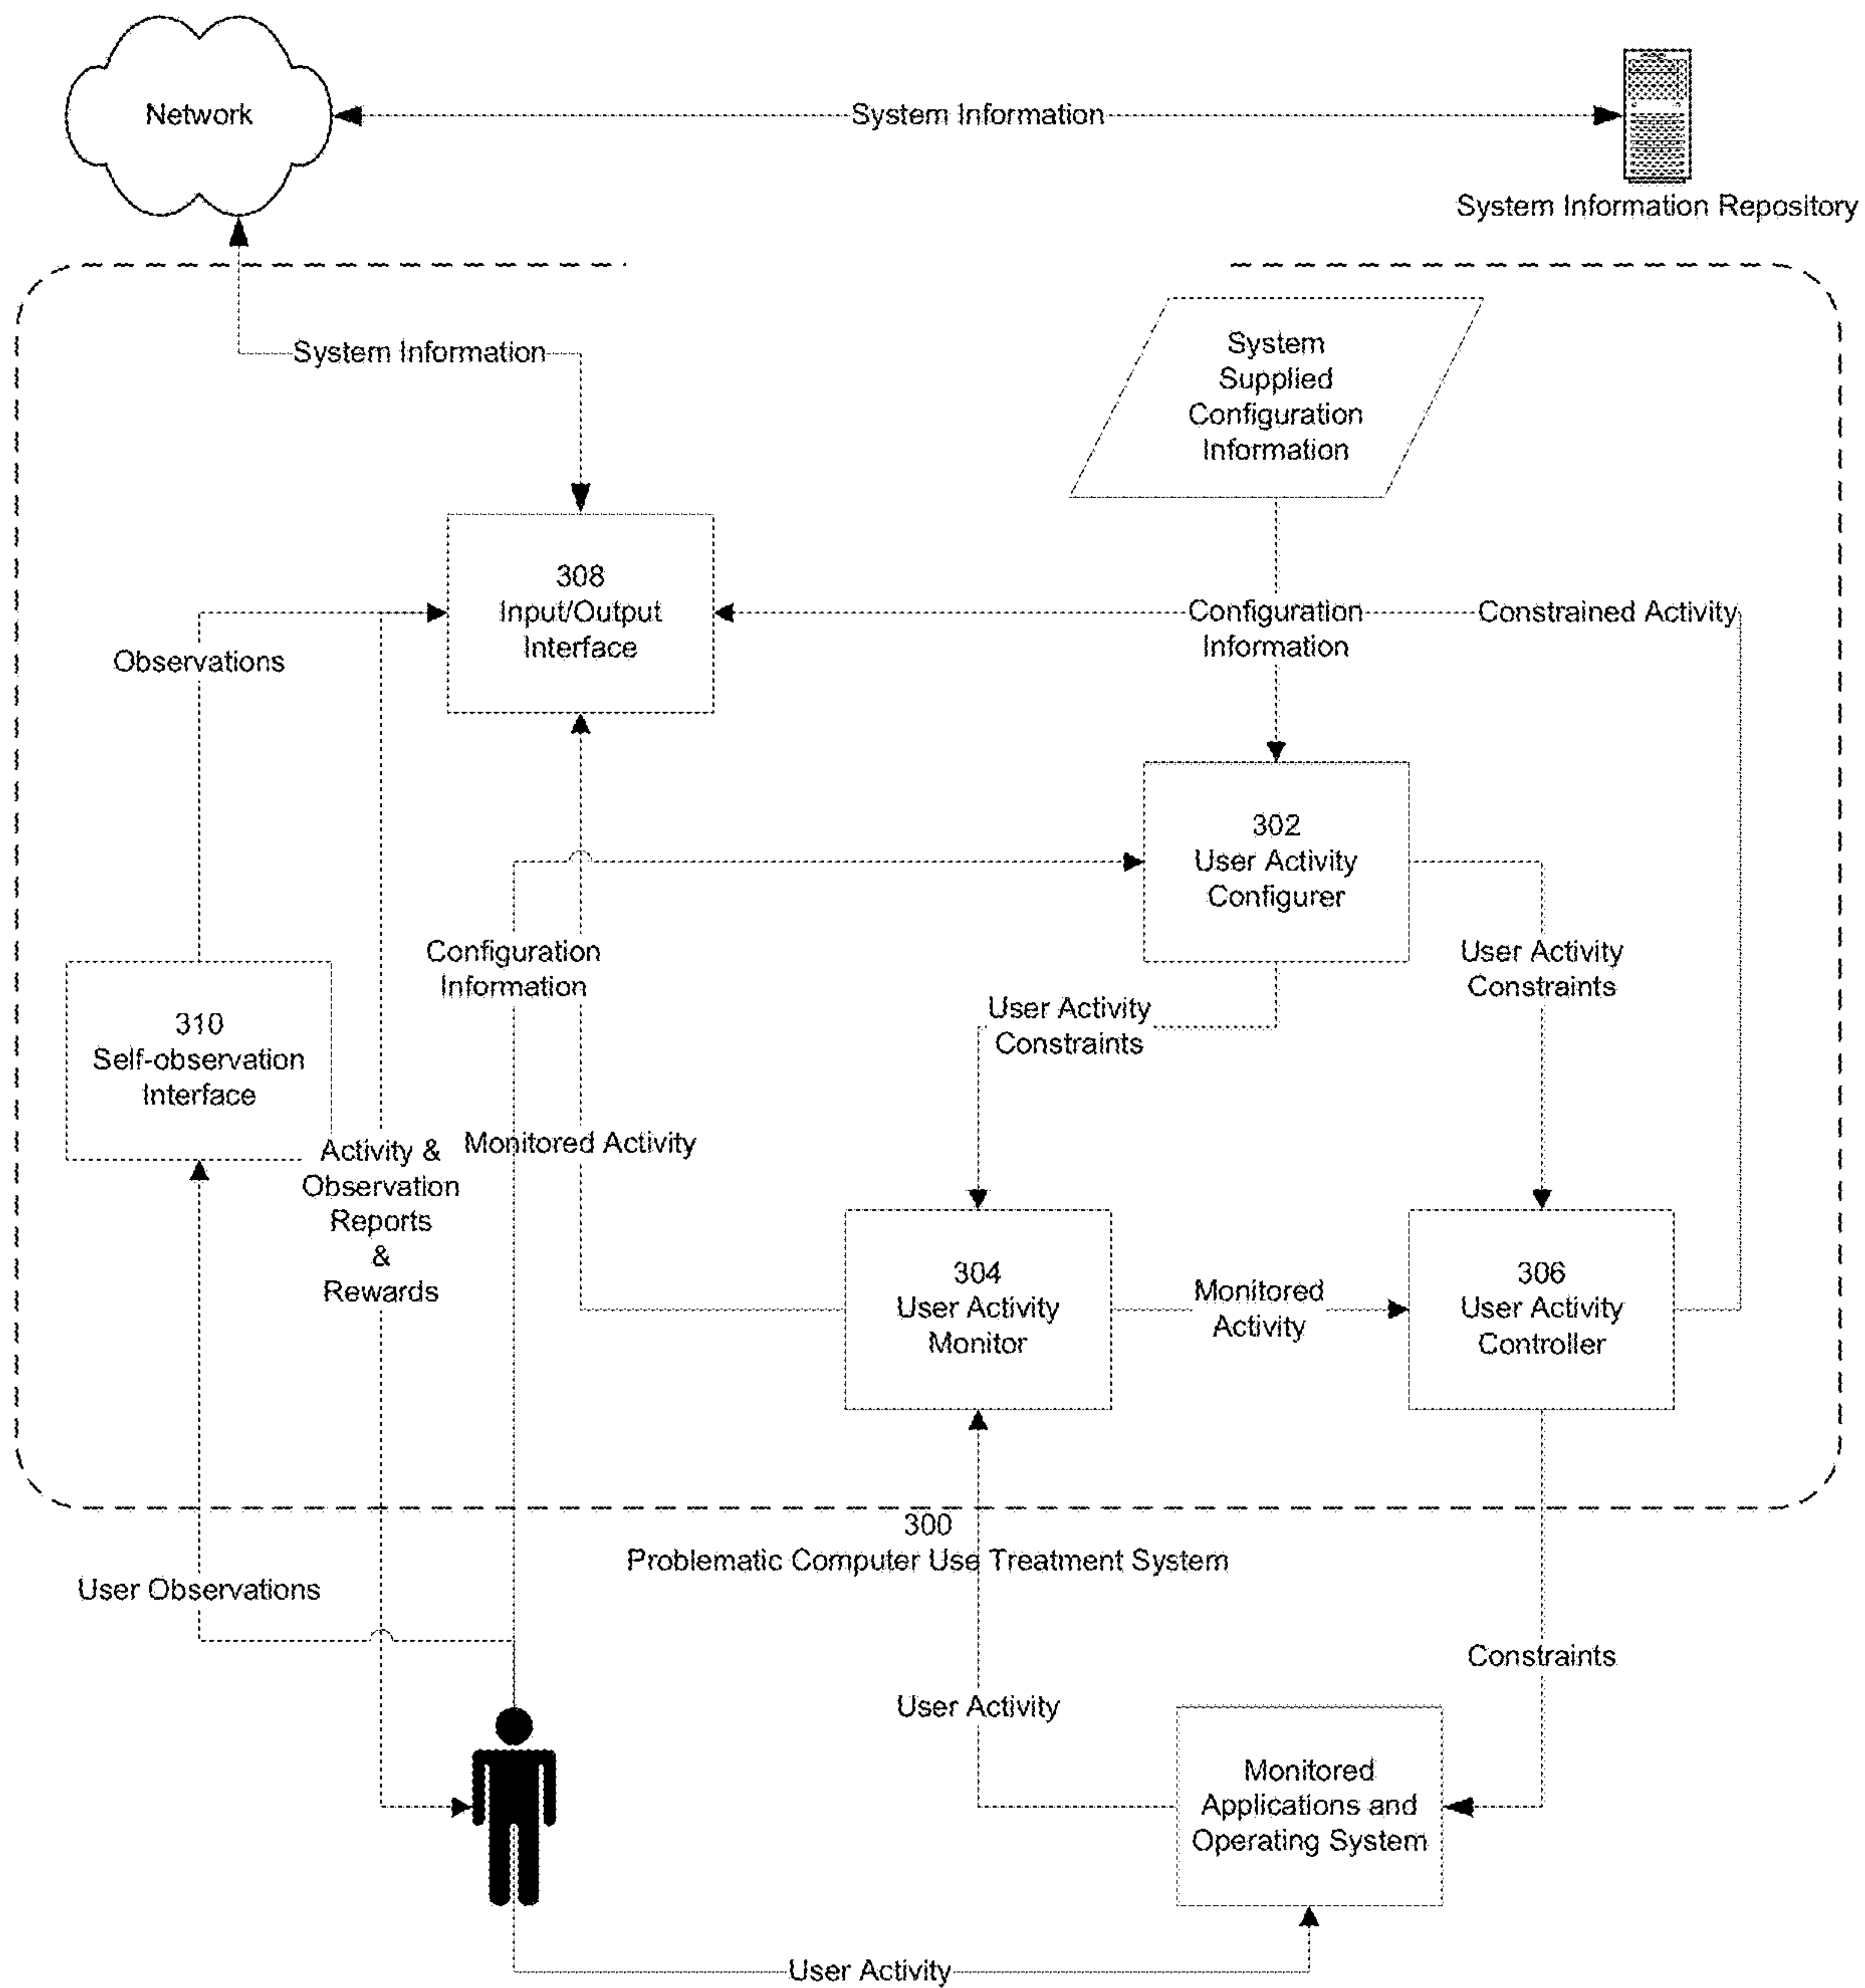 Network
System Information
System Information Repository
System Information
System
Supplied
Configuration
Information
308
Input/Output
Interface
Configuration
Information
Constrained Activity
Observations
302
User Activity
Configurer
Configuration
Information
User Activity
Constraints
User Activity
Constraints
310
Self-observation
Interface
Activity &
Observation
Reports
&
Rewards
Monitored Activity
304
User Activity
Monitor
Monitored
Activity
306
User Activity
Controller
300
Problematic Computer Use Treatment System
User Observations
Constraints
User Activity
Monitored
Applications and
Operating System
User Activity